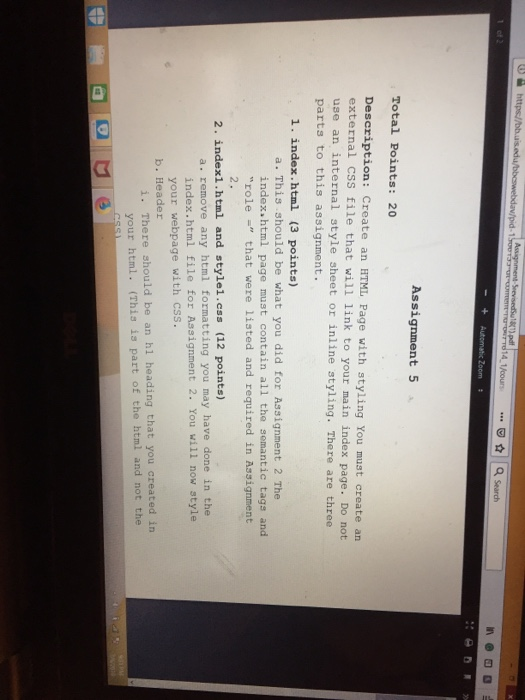 1 of 2
Automatic Zoom
Search
Assignment 5
Total Points: 20
Description: Create an HTML Page with styling You must create an
external CSS file that will link to your main index page. Do not
use an internal style sheet or inline styling. There are three
parts to this assignment.
1. index.html (3 points)
a. This should be what you did for Assignment 2 The
index.html page must contain all the semantic tags and
"role =" that were listed and required in Assignment
2.
2. index1.html and style1.css (12 points)
a. remove any html formatting you may have done in the
index.html file for Assignment 2. You will now style
your webpage with CSS.
b. Header
i. There should be an h1 heading that you created in
your html. (This is part of the html and not the
css)